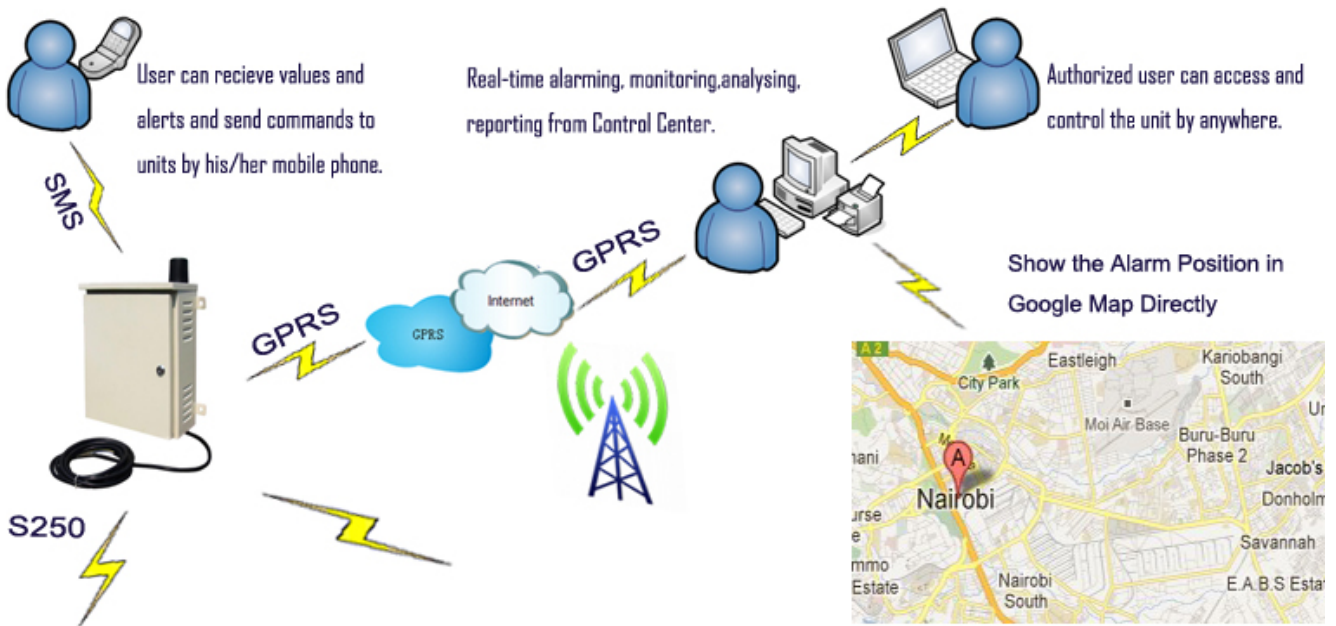 User can recieve values and
alerts and send commands to
units by his/her mobile phone.
Real-time alarming, monitoring,analysing,
reporting from Control Center.
Authorized user can access and
control the unit by anywhere.
SMS
GPRS
GPRS
Internet
GPRS
Show the Alarm Position in
Google Map Directly
S250
A 2
City Park
Eastleigh
Kariobangi
South
Moi Air Base
Buru-Buru
Phase 2
Jacob's
A
Nairobi
Donholm
Savannah
Estate
Nairobi
South
E.A.B.S Estat